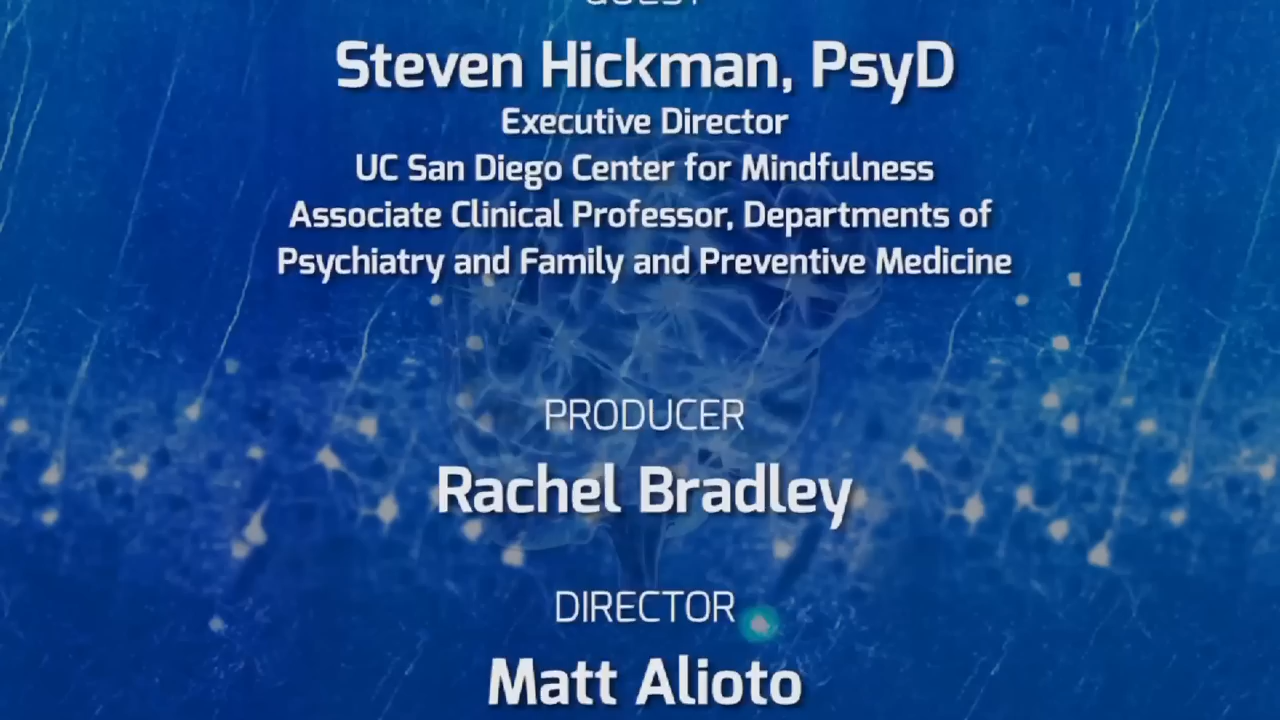 GUEST
Steven Hickman, PsyD
Executive Director
UC San Diego Center for Mindfulness
Associate Clinical Professor, Departments of
Psychiatry and Family and Preventive Medicine
PRODUCER
Rachel Bradley
DIRECTOR
Matt Alioto